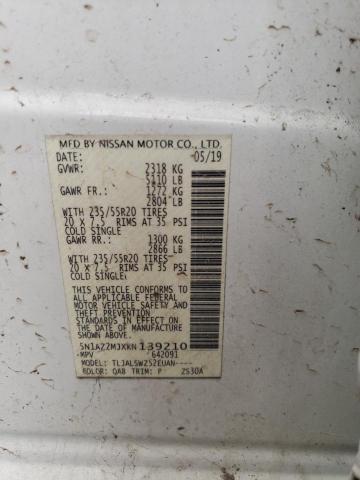 MFD BY NISSAN MOTOR CO., LTD.
DATE: 05/19
GVWR: 2318 KG
5110 LB
GAWR FR: 1272 KG
2804 LB
WITH 235/55R20 TIRES
20 X 7.5 RIMS AT 35 PSI
COLD SINGLE
GAWR RR: 1300 KG
2866 LB
WITH 235/55R20 TIRES
20 X 7.5 RIMS AT 35 PSI
COLD SINGLE
THIS VEHICLE CONFORMS TO
ALL APPLICABLE FEDERAL
MOTOR VEHICLE SAFETY
AND THEFT PREVENTION
STANDARDS IN EFFECT
ON THE DATE OF
MANUFACTURE SHOWN ABOVE.
5N1AZ2MJXKN139210
MPV 642091
MODEL: TLJALSWZ52EUAN----
BDLOR: QAB TRIM: P ZS30A